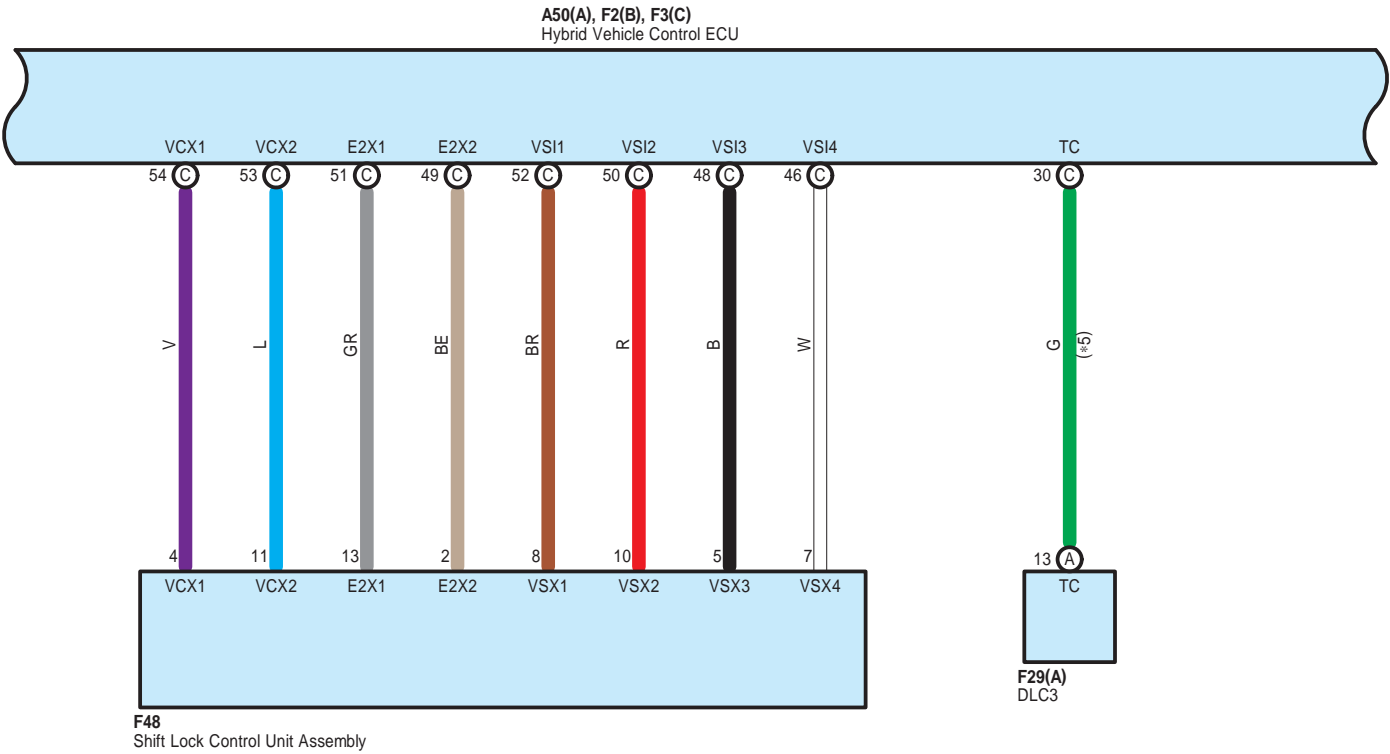 A50(A), F2(B), F3(C)
Hybrid Vehicle Control ECU
VCX1 VCX2 E2X1 E2X2 VSI1 VSI2 VSI3 VSI4 TC
54 C 53 C 51 C 49 C 52 C 50 C 48 C 46 C 30 C
V L GR BE BR R B W G (*5)
4 11 13 2 8 10 5 7 13 A
VCX1 VCX2 E2X1 E2X2 VSX1 VSX2 VSX3 VSX4 TC
F29(A)
DLC3
F48
Shift Lock Control Unit Assembly